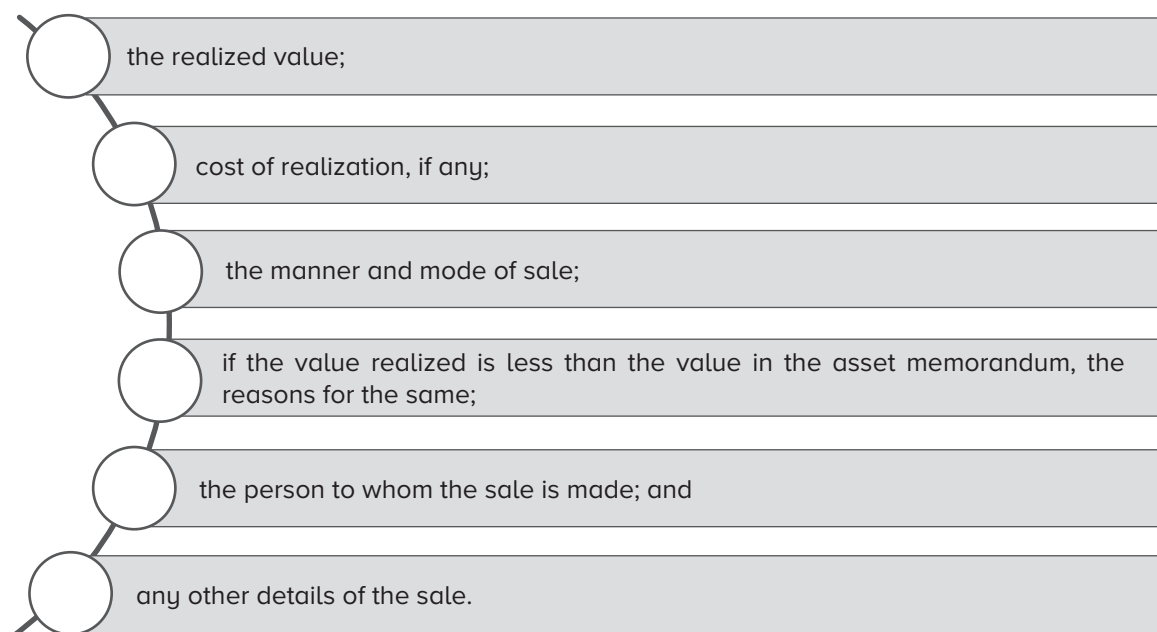 the realized value;
cost of realization, if any;
the manner and mode of sale;
if the value realized is less than the value in the asset memorandum, the
reasons for the same;
the person to whom the sale is made; and
any other details of the sale.